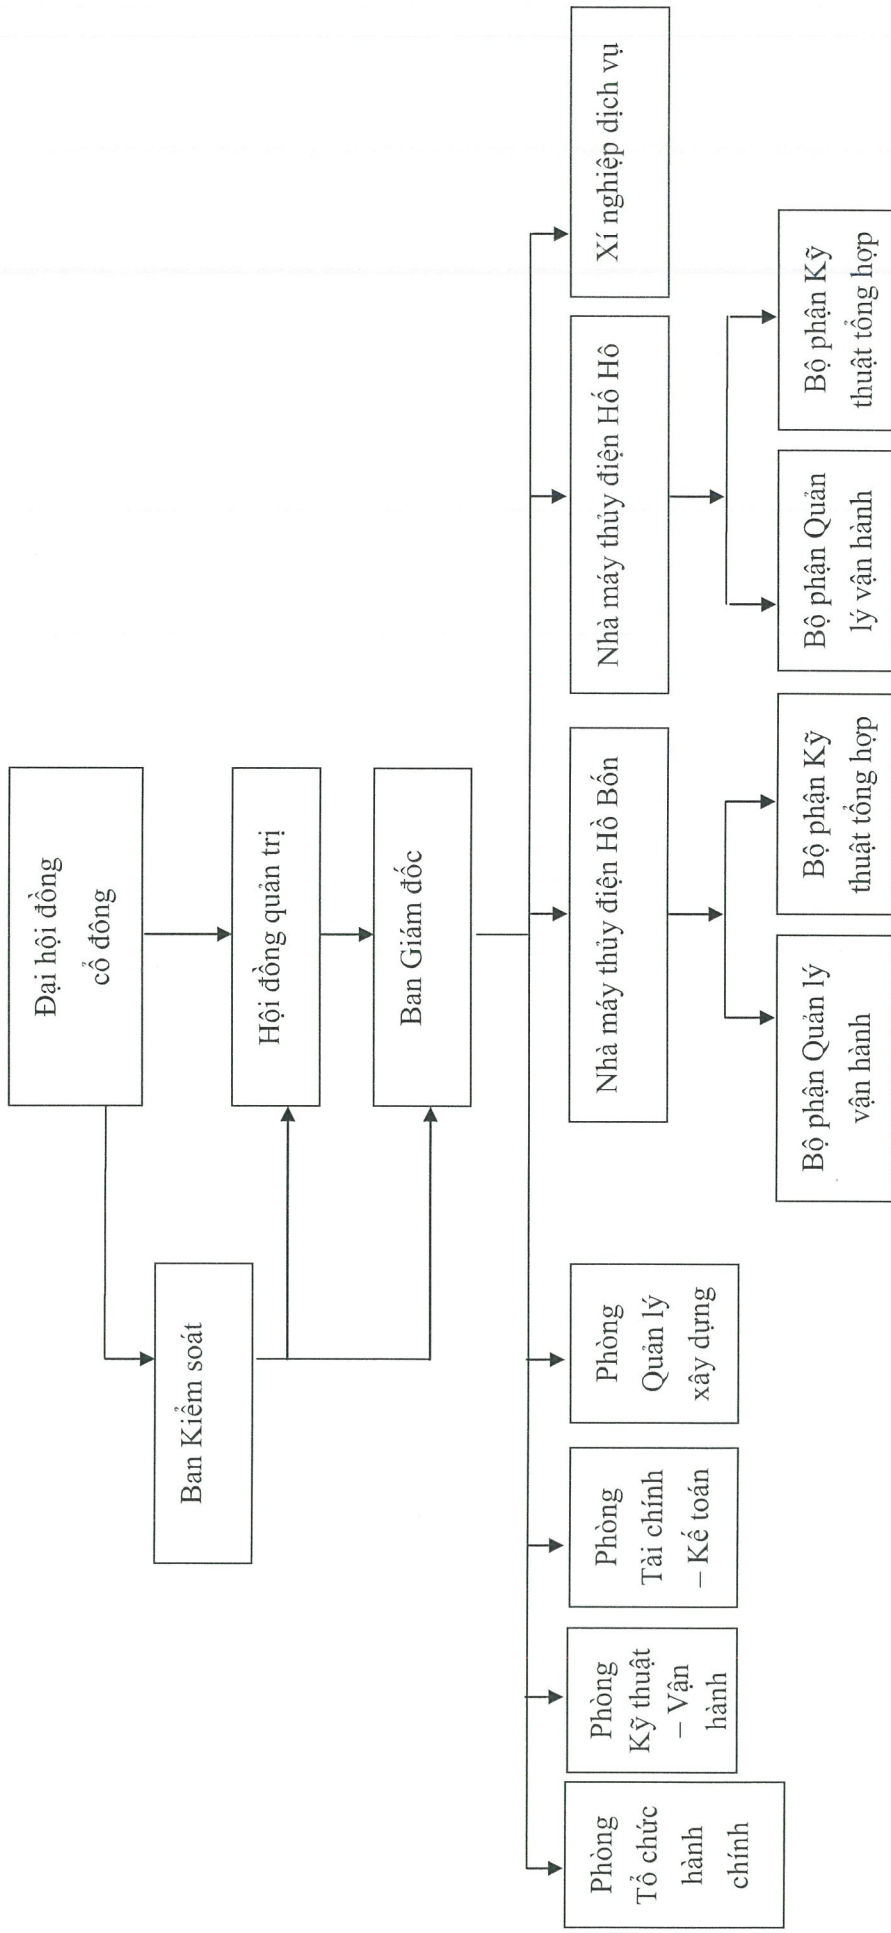 Đại hội đồng
cổ đông
Ban Kiểm soát
Hội đồng quản trị
Ban Giám đốc
Phòng
Tổ chức
hành
chính
Phòng
Kỹ thuật
– Vận
hành
Phòng
Tài chính
– Kế toán
Phòng
Quản lý
xây dựng
Nhà máy thủy điện Hồ Bốn
Nhà máy thủy điện Hố Hô
Xí nghiệp dịch vụ
Bộ phận Quản lý
vận hành
Bộ phận Kỹ
thuật tổng hợp
Bộ phận Quản
lý vận hành
Bộ phận Kỹ
thuật tổng hợp